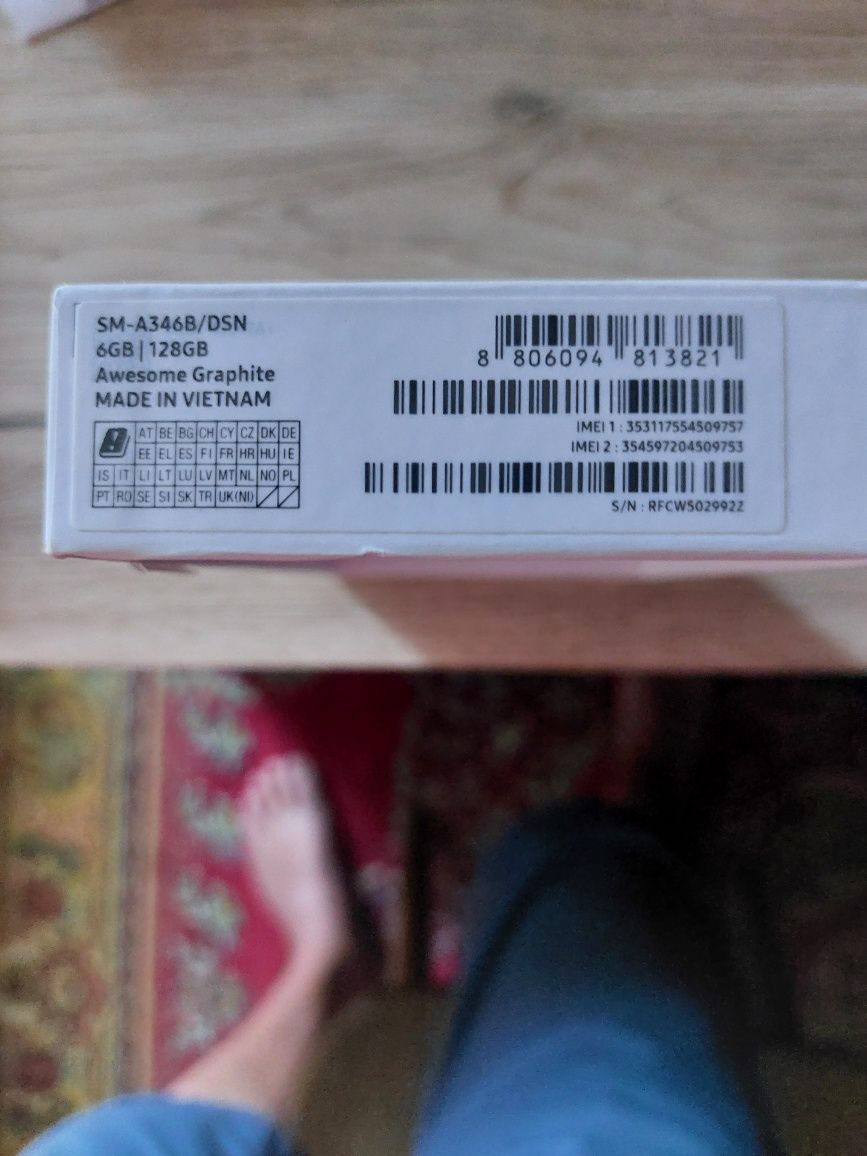 SM-A346B/DSN
6GB | 128GB
Awesome Graphite
MADE IN VIETNAM
AT BE BG CH CY CZ DK DE
EE EL ES FI FR HR HU IE
IS IT LI LT LU LV MT NL NO PL
PT RO SE SI SK TR UK(NI)
8 806094 813821
IMEI 1 : 353117554509757
IMEI 2 : 354597204509753
S/N : RFCW502992Z